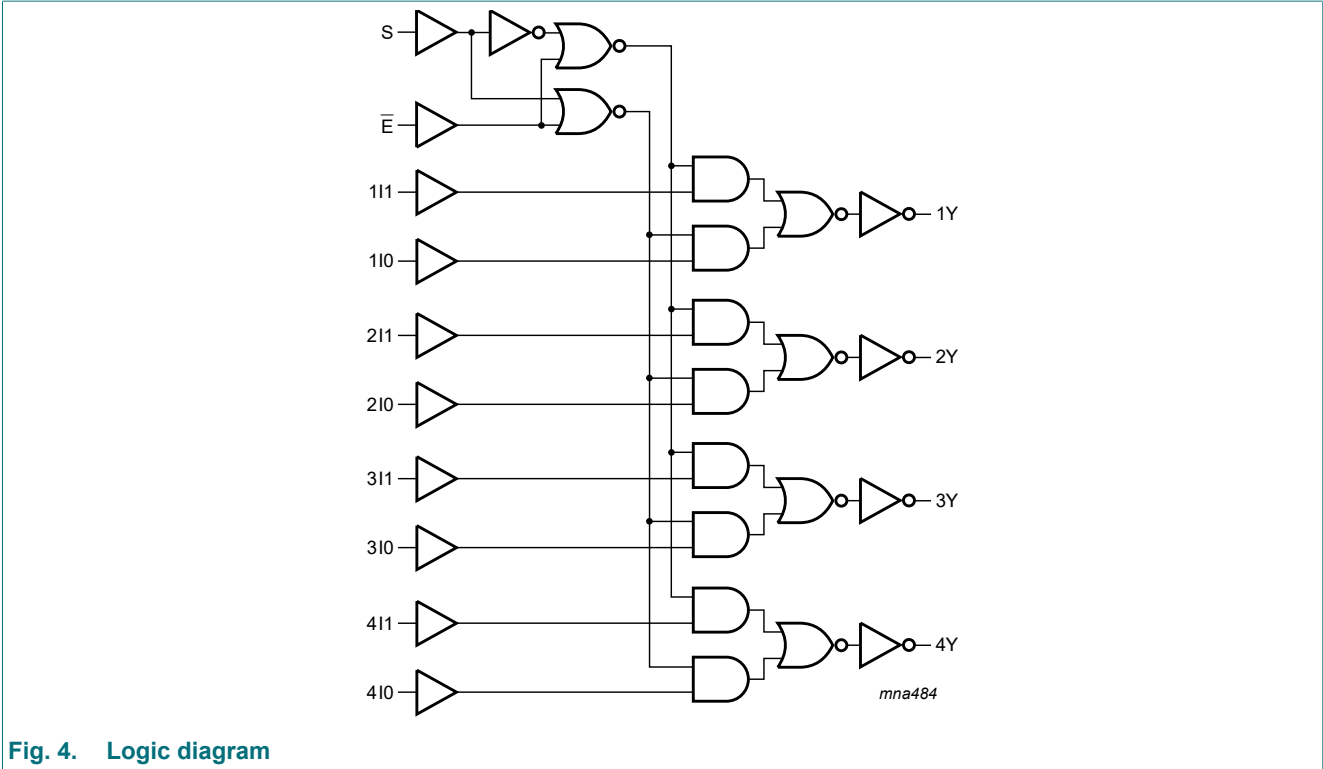 S
E̅
1I1
1I0
1Y
2I1
2I0
2Y
3I1
3I0
3Y
4I1
4I0
4Y
mna484
Fig. 4. Logic diagram